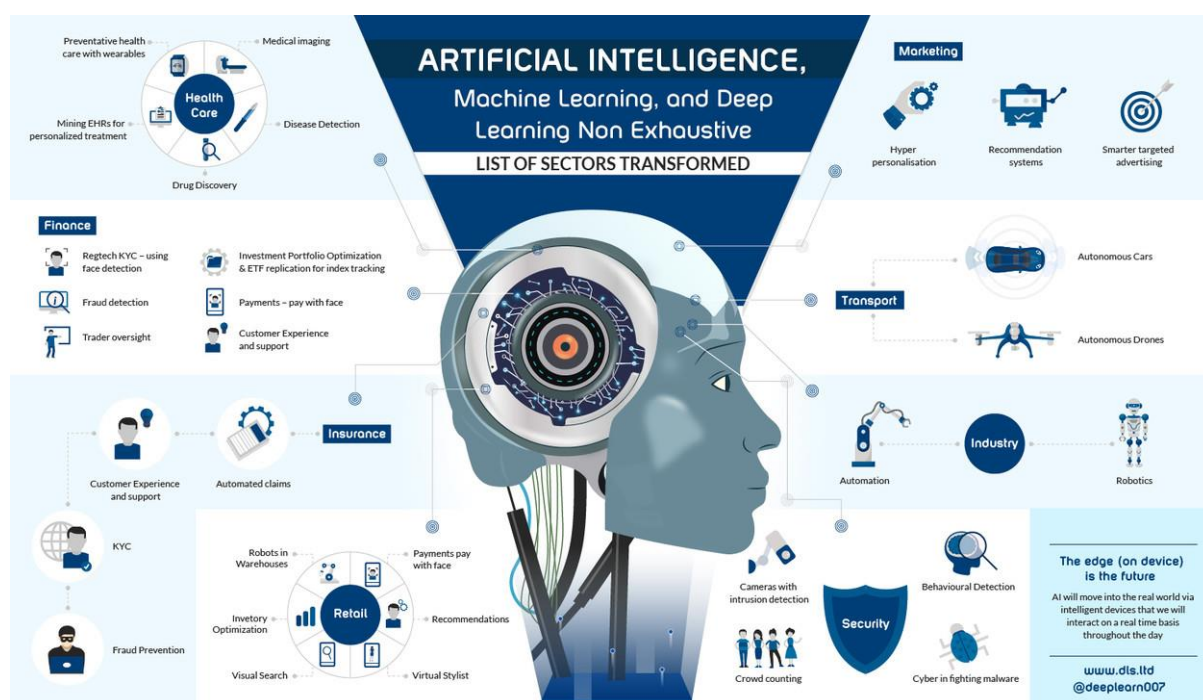 ARTIFICIAL INTELLIGENCE,
Machine Learning, and Deep
Learning Non Exhaustive
LIST OF SECTORS TRANSFORMED
Preventative health
care with wearables
Medical imaging
Health
Care
Mining EHRs for
personalized treatment
Disease Detection
Drug Discovery
Marketing
Hyper
personalisation
Recommendation
systems
Smarter targeted
advertising
Finance
Regtech KYC – using
face detection
Investment Portfolio Optimization
& ETF replication for index tracking
Fraud detection
Payments – pay with face
Trader oversight
Customer Experience
and support
Transport
Autonomous Cars
Autonomous Drones
Insurance
Customer Experience
and support
Automated claims
KYC
Fraud Prevention
Industry
Automation
Robotics
Robots in
Warehouses
Payments pay
with face
Invetory
Optimization
Retail
Recommendations
Visual Search
Virtual Stylist
Cameras with
intrusion detection
Behavioural Detection
Security
Crowd counting
Cyber in fighting malware
The edge (on device)
is the future
AI will move into the real world via
intelligent devices that we will
interact on a real time basis
throughout the day
www.dls.ltd
@deeplearn007